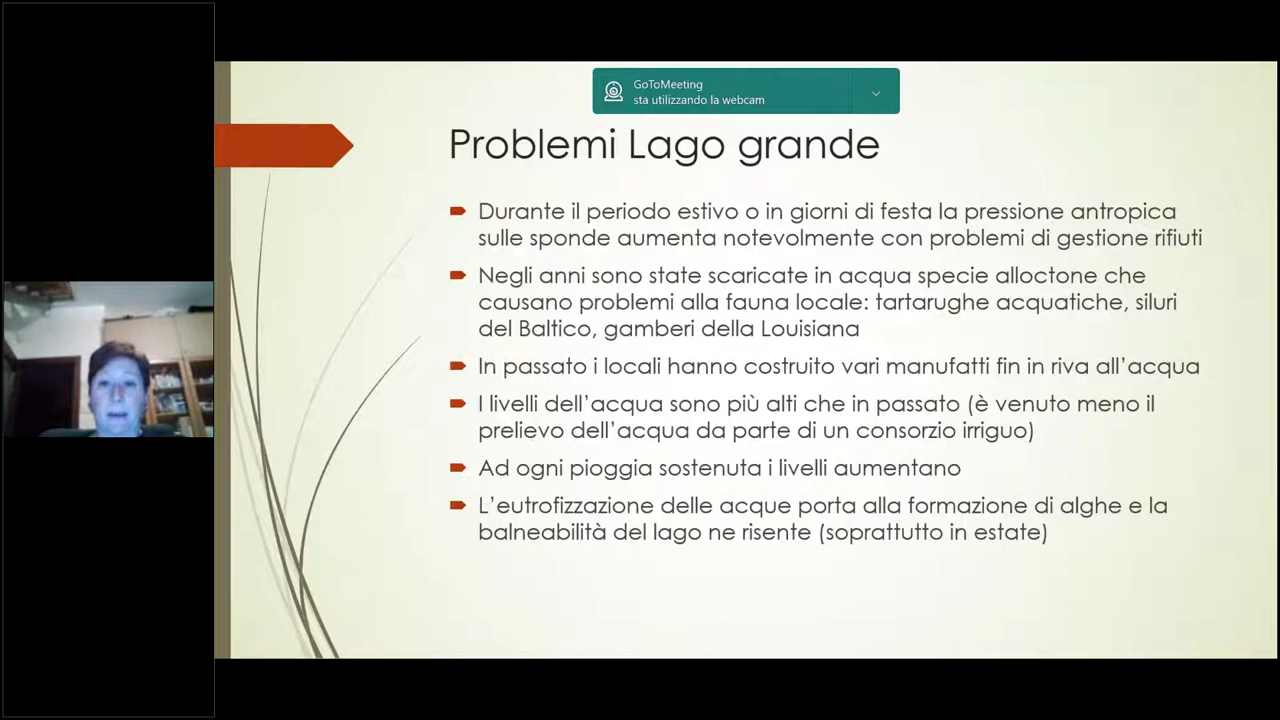 GoToMeeting
sta utilizzando la webcam
Problemi Lago grande
Durante il periodo estivo o in giorni di festa la pressione antropica
sulle sponde aumenta notevolmente con problemi di gestione rifiuti
Negli anni sono state scaricate in acqua specie alloctone che
causano problemi alla fauna locale: tartarughe acquatiche, siluri
del Baltico, gamberi della Louisiana
In passato i locali hanno costruito vari manufatti fin in riva all’acqua
I livelli dell’acqua sono più alti che in passato (è venuto meno il
prelievo dell’acqua da parte di un consorzio irriguo)
Ad ogni pioggia sostenuta i livelli aumentano
L’eutrofizzazione delle acque porta alla formazione di alghe e la
balneabilità del lago ne risente (soprattutto in estate)